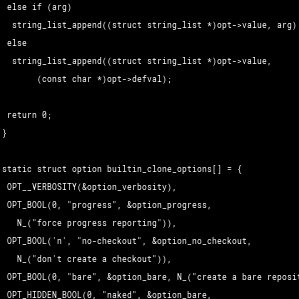 else if (arg)
string_list_append((struct string_list *)opt->value, arg)
else
string_list_append((struct string_list *)opt->value,
(const char *)opt->defval);
return 0;
}
static struct option builtin_clone_options[] = {
OPT__VERBOSITY(&option_verbosity),
OPT_BOOL(0, "progress", &option_progress,
N_("force progress reporting")),
OPT_BOOL('n', "no-checkout", &option_no_checkout,
N_("don't create a checkout")),
OPT_BOOL(0, "bare", &option_bare, N_("create a bare reposit
OPT_HIDDEN_BOOL(0, "naked", &option_bare,